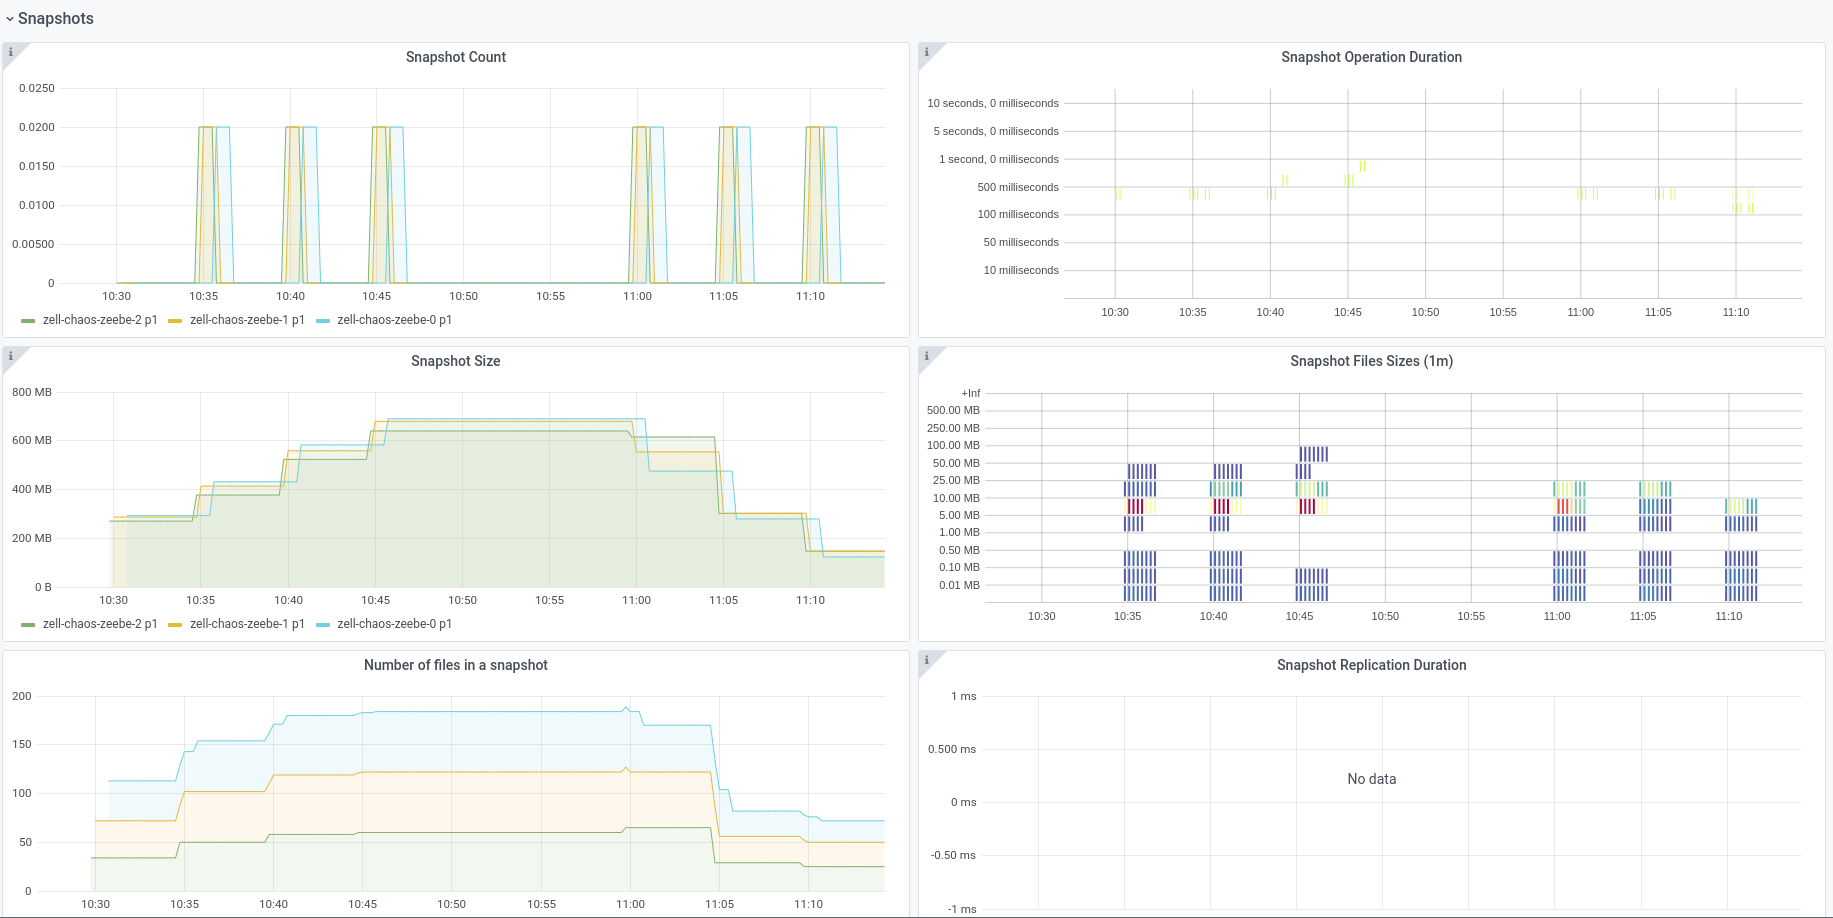 Snapshots
Snapshot Count
0.0250
0.0200
0.0150
0.0100
0.00500
0
10:30 10:35 10:40 10:45 10:50 10:55 11:00 11:05 11:10
zell-chaos-zeebe-2 p1 zell-chaos-zeebe-1 p1 zell-chaos-zeebe-0 p1
Snapshot Operation Duration
10 seconds, 0 milliseconds
5 seconds, 0 milliseconds
1 second, 0 milliseconds
500 milliseconds
100 milliseconds
50 milliseconds
10 milliseconds
10:30 10:35 10:40 10:45 10:50 10:55 11:00 11:05 11:10
Snapshot Size
800 MB
600 MB
400 MB
200 MB
0 B
10:30 10:35 10:40 10:45 10:50 10:55 11:00 11:05 11:10
zell-chaos-zeebe-2 p1 zell-chaos-zeebe-1 p1 zell-chaos-zeebe-0 p1
Snapshot Files Sizes (1m)
+Inf
500.00 MB
250.00 MB
100.00 MB
50.00 MB
25.00 MB
10.00 MB
5.00 MB
1.00 MB
0.50 MB
0.10 MB
0.01 MB
10:30 10:35 10:40 10:45 10:50 10:55 11:00 11:05 11:10
Number of files in a snapshot
200
150
100
50
0
10:30 10:35 10:40 10:45 10:50 10:55 11:00 11:05 11:10
Snapshot Replication Duration
1 ms
0.500 ms
No data
0 ms
-0.50 ms
-1 ms